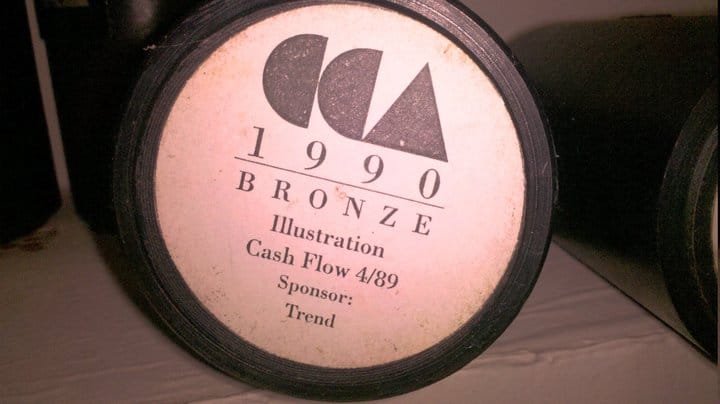 CCA
1990
BRONZE
Illustration
Cash Flow 4/89
Sponsor:
Trend